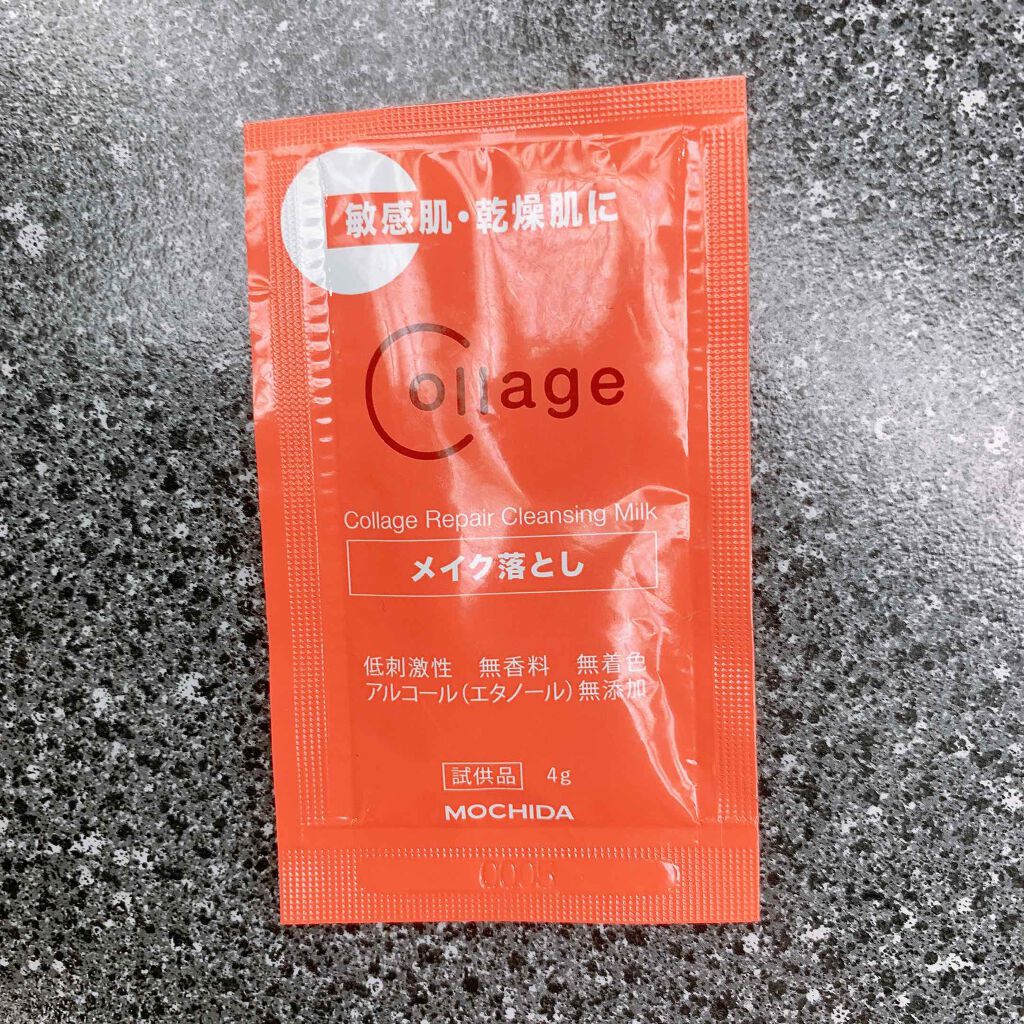 敏感肌・乾燥肌に
Collage
Collage Repair Cleansing Milk
メイク落とし
低刺激性 無香料 無着色
アルコール(エタノール)無添加
試供品 4g
MOCHIDA